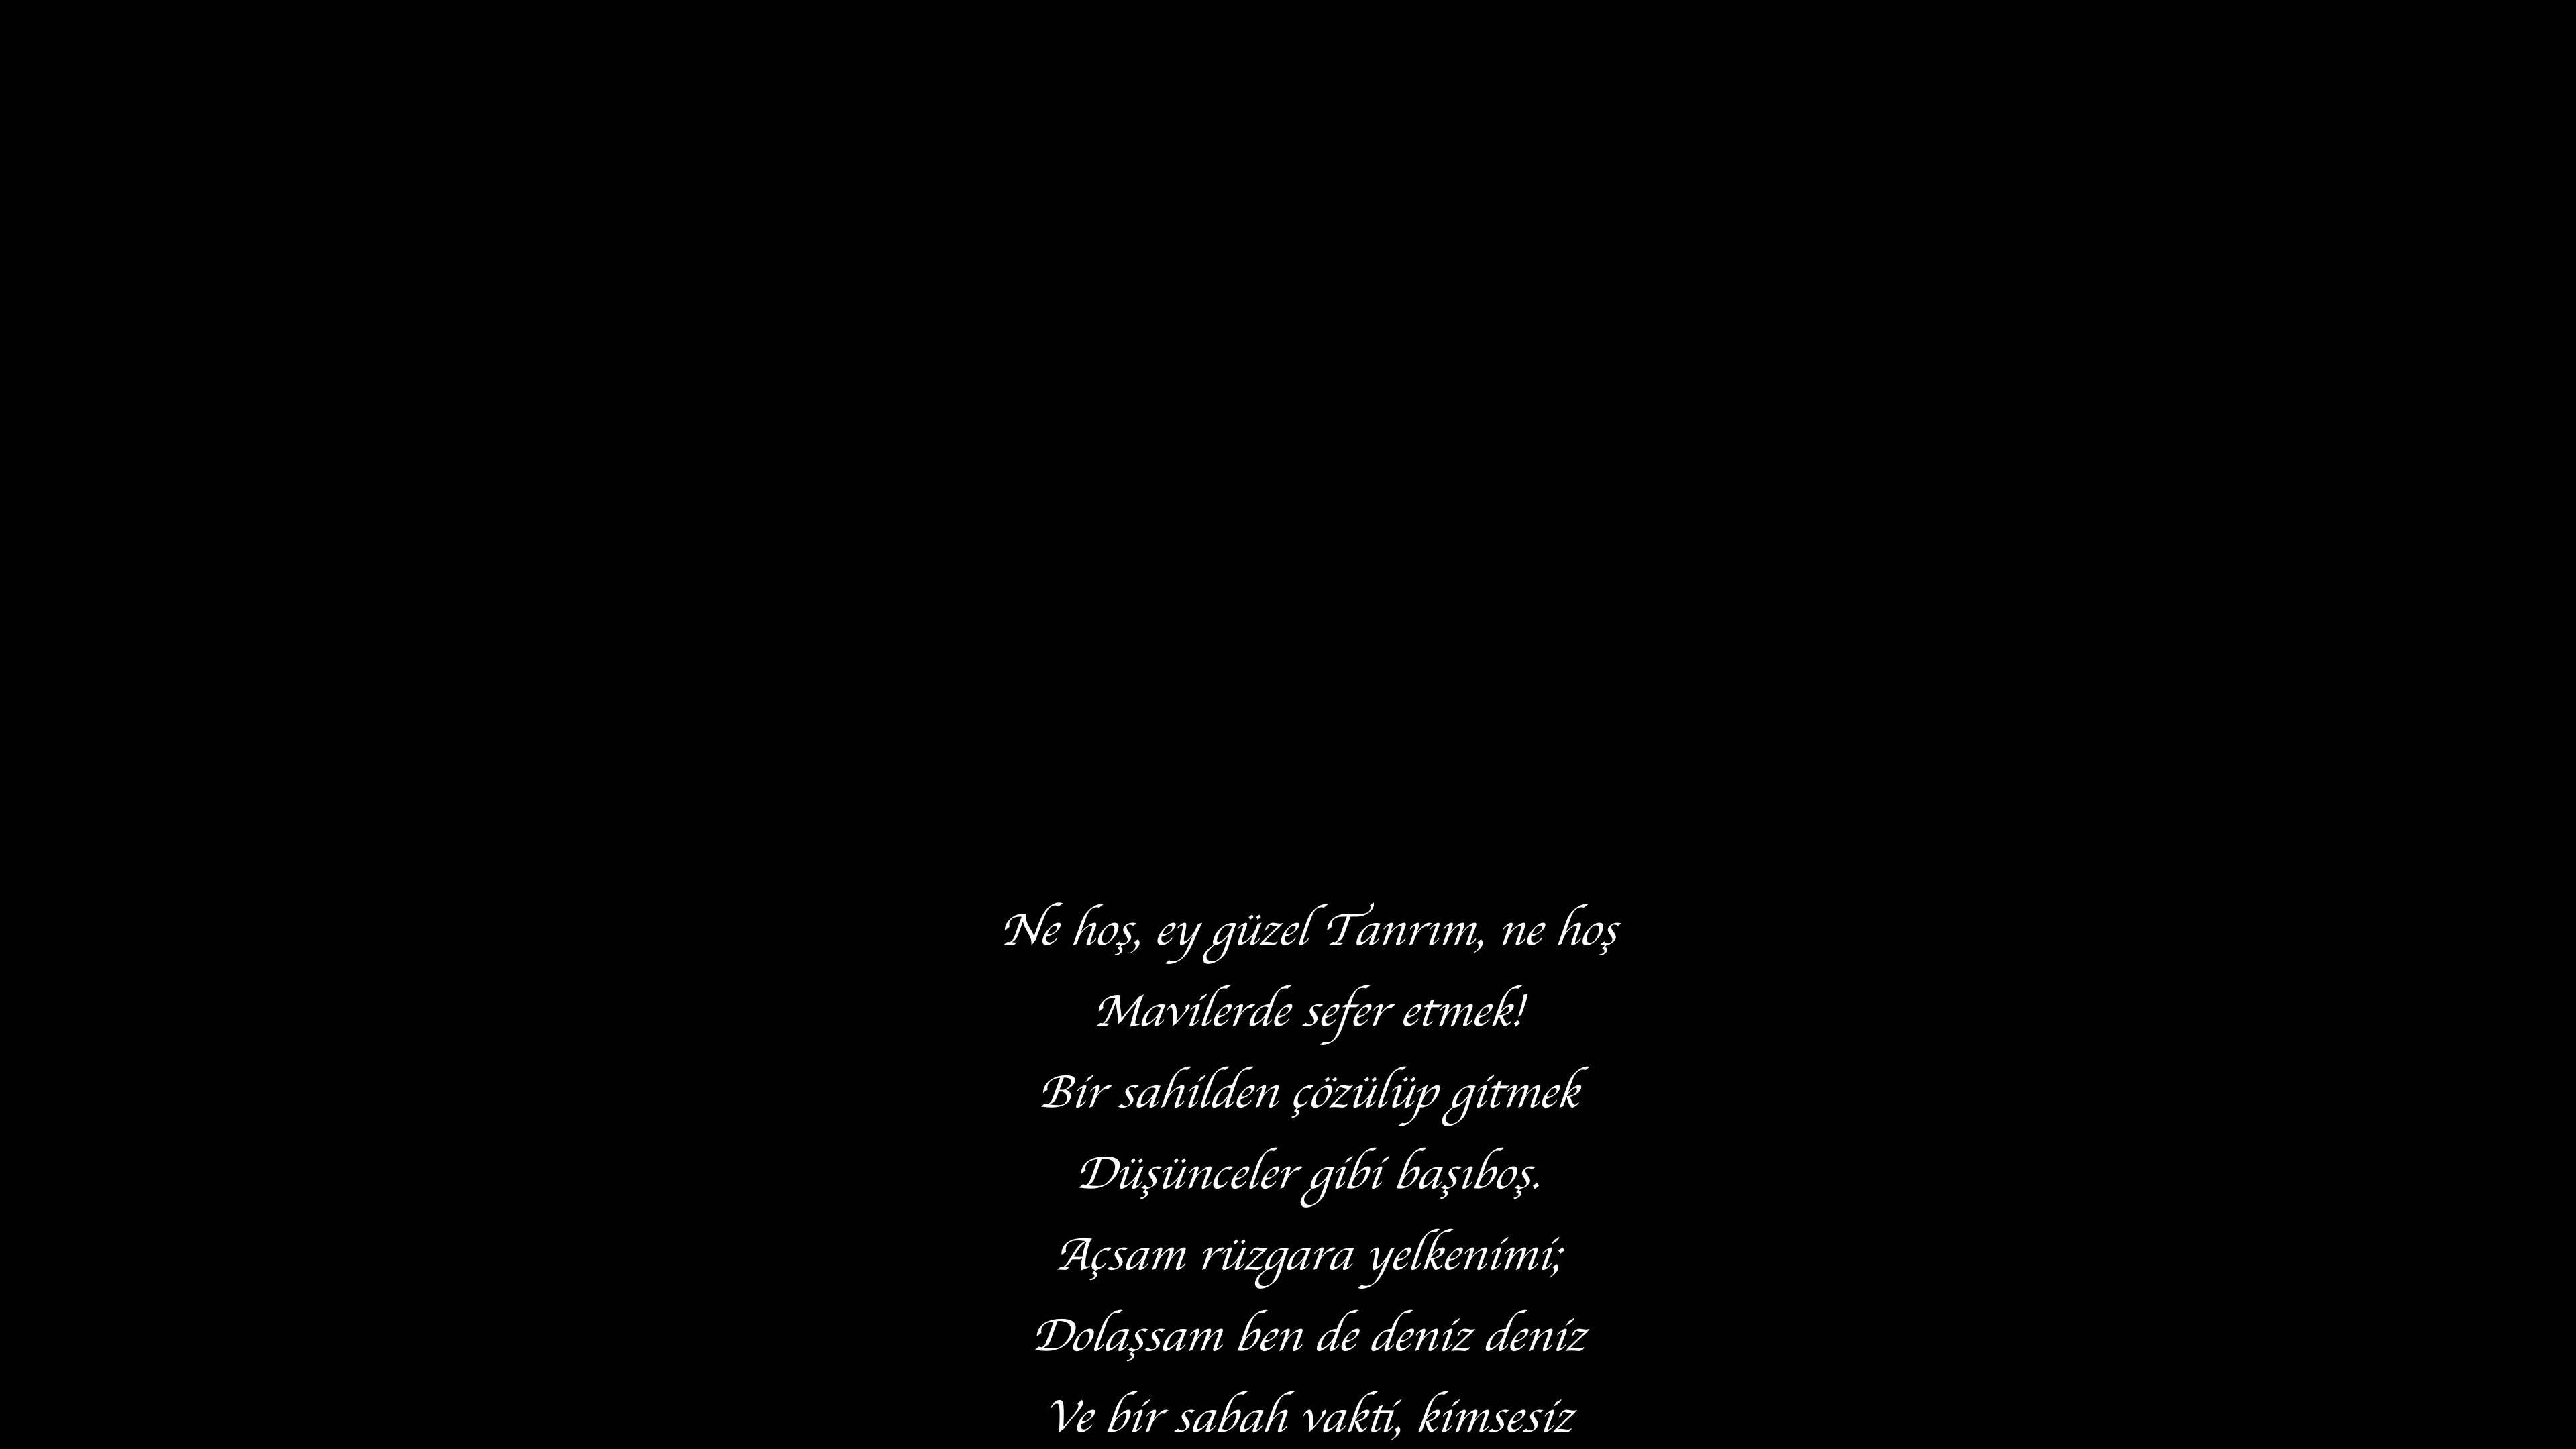 Ne hoş, ey güzel Tanrım, ne hoş
Mavilerde sefer etmek!
Bir sahilden çözülüp gitmek
Düşünceler gibi başıboş.
Açsam rüzgara yelkenimi;
Dolaşsam ben de deniz deniz
Ve bir sabah vakti, kimsesiz